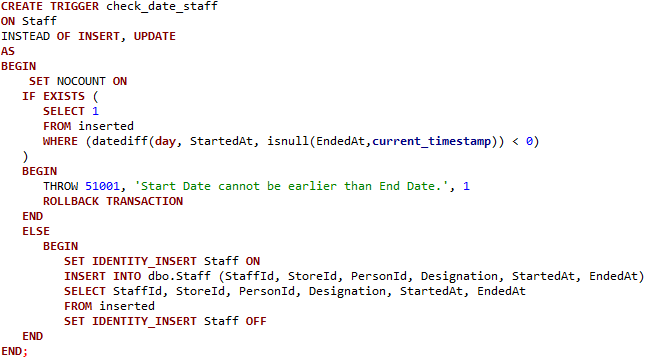 CREATE TRIGGER check_date_staff
ON Staff
INSTEAD OF INSERT, UPDATE
AS
BEGIN
    SET NOCOUNT ON
   IF EXISTS (
      SELECT 1
      FROM inserted
      WHERE (datediff(day, StartedAt, isnull(EndedAt,current_timestamp)) < 0)
   )
   BEGIN
      THROW 51001, 'Start Date cannot be earlier than End Date.', 1
      ROLLBACK TRANSACTION
   END
   ELSE
      BEGIN
         SET IDENTITY_INSERT Staff ON
         INSERT INTO dbo.Staff (StaffId, StoreId, PersonId, Designation, StartedAt, EndedAt)
         SELECT StaffId, StoreId, PersonId, Designation, StartedAt, EndedAt
         FROM inserted
         SET IDENTITY_INSERT Staff OFF
   END
END;